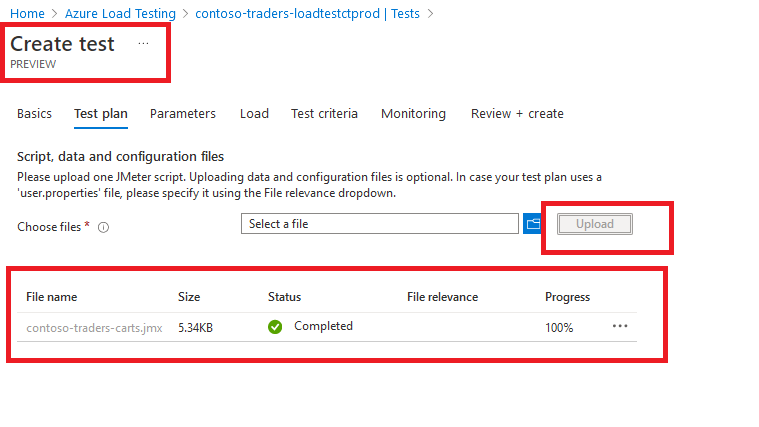 Home > Azure Load Testing > contoso-traders-loadtestctprod | Tests >
Create test ...
PREVIEW
Basics Test plan Parameters Load Test criteria Monitoring Review + create
Script, data and configuration files
Please upload one JMeter script. Uploading data and configuration files is optional. In case your test plan uses a
'user.properties' file, please specify it using the File relevance dropdown.
Choose files * Select a file Upload
File name Size Status File relevance Progress
contoso-traders-carts.jmx 5.34KB Completed 100% ...